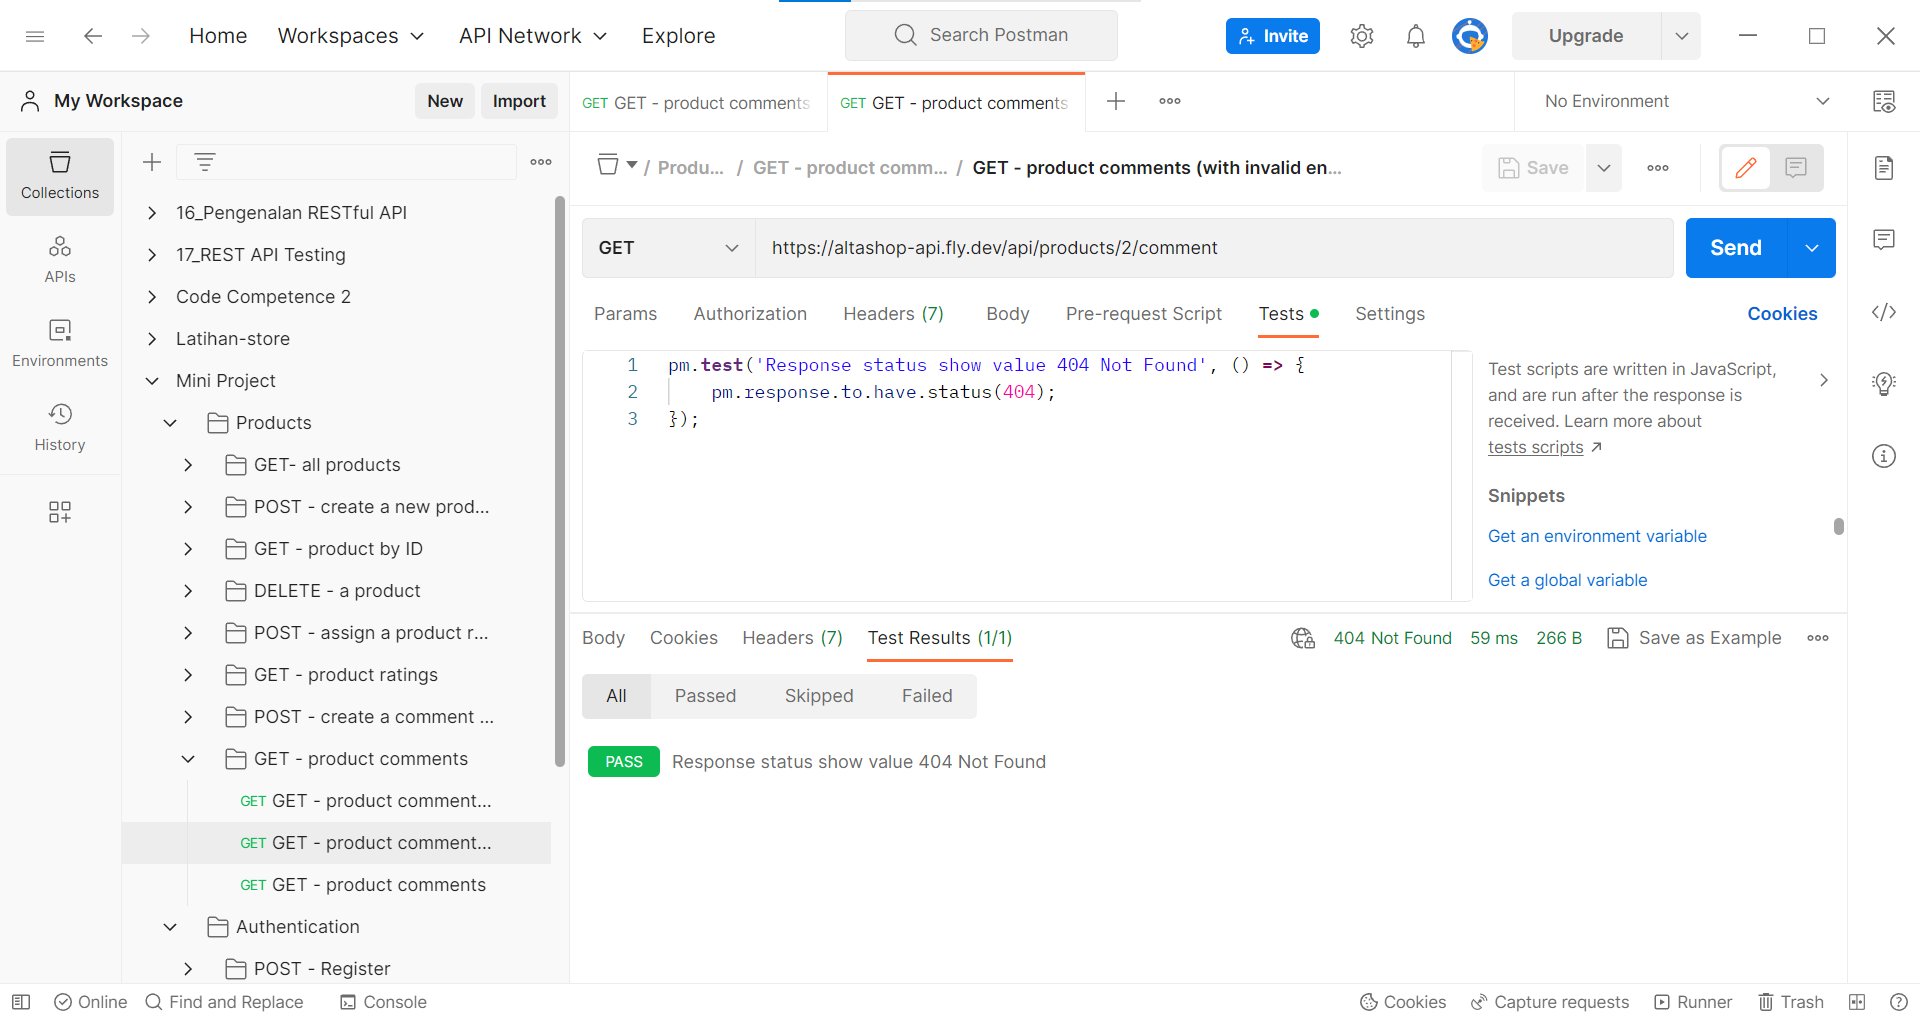 Home
Workspaces
API Network
Explore
Search Postman
Invite
Upgrade
My Workspace
New
Import
GET GET - product comments
GET GET - product comments
No Environment
Collections
APIs
Environments
History
16_Pengenalan RESTful API
17_REST API Testing
Code Competence 2
Latihan-store
Mini Project
Products
GET- all products
POST - create a new prod...
GET - product by ID
DELETE - a product
POST - assign a product r...
GET - product ratings
POST - create a comment ...
GET - product comments
GET GET - product comment...
GET GET - product comment...
GET GET - product comments
Authentication
POST - Register
/ Produ... / GET - product comm... / GET - product comments (with invalid en...
Save
GET
https://altashop-api.fly.dev/api/products/2/comment
Send
Params
Authorization
Headers (7)
Body
Pre-request Script
Tests
Settings
Cookies
1 pm.test('Response status show value 404 Not Found', () => {
2 pm.response.to.have.status(404);
3 });
Test scripts are written in JavaScript,
and are run after the response is
received. Learn more about
tests scripts
Snippets
Get an environment variable
Get a global variable
Body
Cookies
Headers (7)
Test Results (1/1)
404 Not Found
59 ms
266 B
Save as Example
All
Passed
Skipped
Failed
PASS
Response status show value 404 Not Found
Online
Find and Replace
Console
Cookies
Capture requests
Runner
Trash